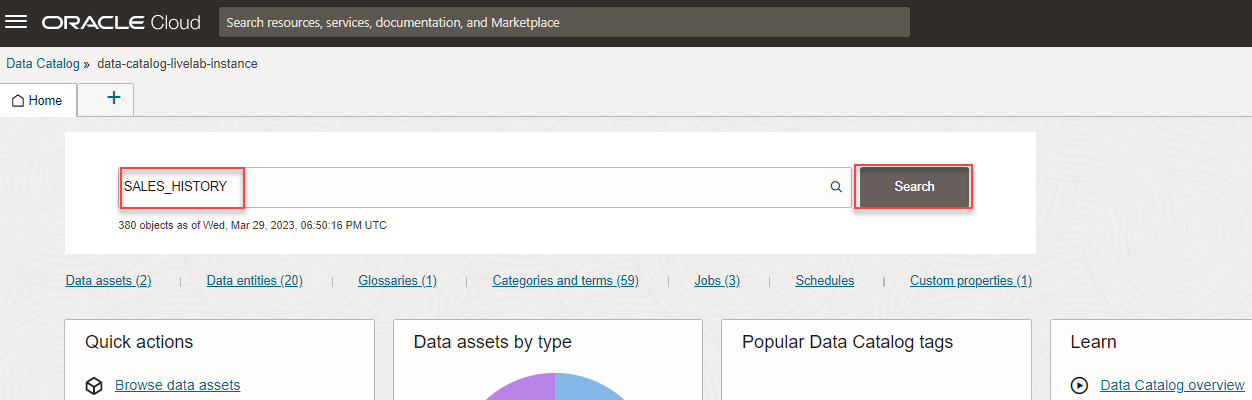 ORACLE Cloud
Search resources, services, documentation, and Marketplace
Data Catalog » data-catalog-livelab-instance
Home
+
SALES_HISTORY
Search
380 objects as of Wed, Mar 29, 2023, 06:50:16 PM UTC
Data assets (2) | Data entities (20) | Glossaries (1) | Categories and terms (59) | Jobs (3) | Schedules | Custom properties (1)
Quick actions
Browse data assets
Data assets by type
Popular Data Catalog tags
Learn
Data Catalog overview